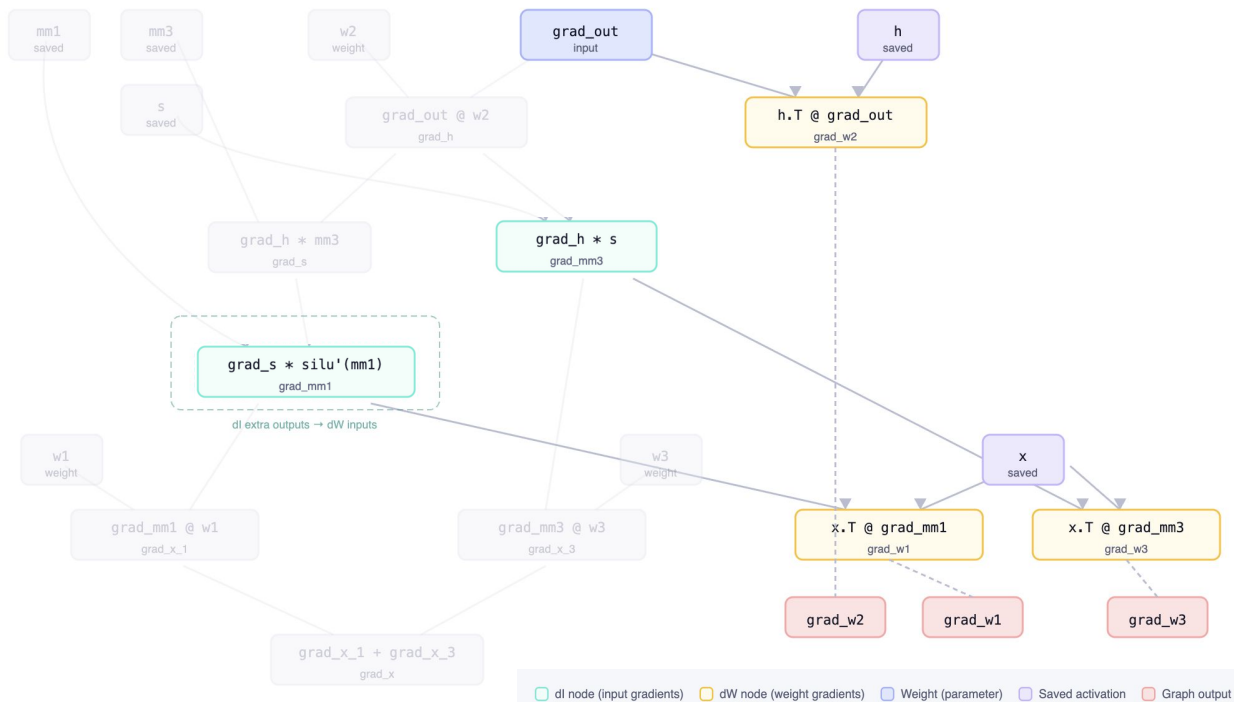 mm1
saved
mm3
saved
w2
weight
grad_out
input
h
saved
s
saved
grad_out @ w2
grad_h
h.T @ grad_out
grad_w2
grad_h * mm3
grad_s
grad_h * s
grad_mm3
grad_s * silu'(mm1)
grad_mm1
dI extra outputs → dW inputs
w1
weight
w3
weight
x
saved
grad_mm1 @ w1
grad_x_1
grad_mm3 @ w3
grad_x_3
x.T @ grad_mm1
grad_w1
x.T @ grad_mm3
grad_w3
grad_w2
grad_w1
grad_w3
grad_x_1 + grad_x_3
grad_x
dI node (input gradients)
dW node (weight gradients)
Weight (parameter)
Saved activation
Graph output